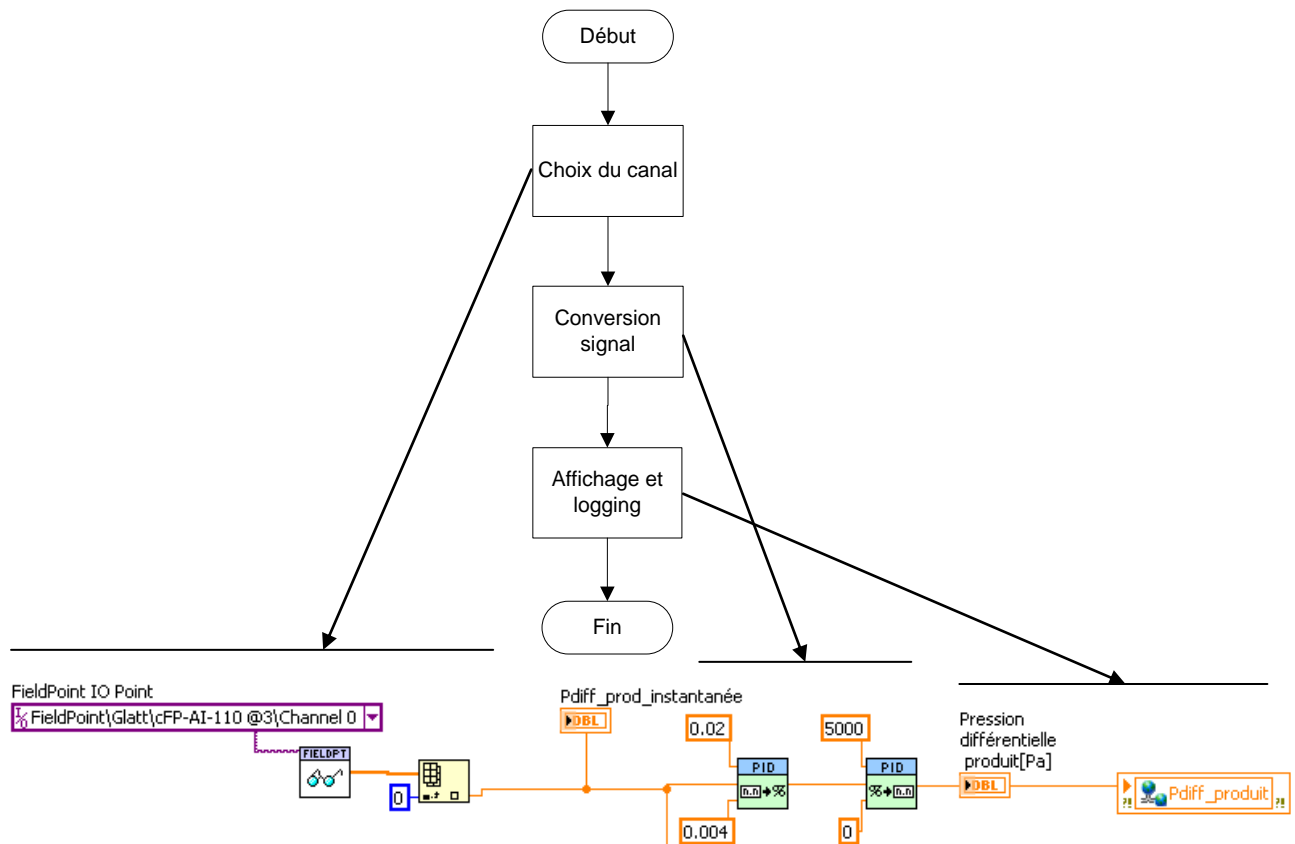 Début
Choix du canal
Conversion
signal
Affichage et
logging
Fin
FieldPoint IO Point
I/O FieldPoint\Glatt\cFP-AI-110 @3\Channel 0
FIELDPT
0
Pdiff_prod_instantanée
DBL
0.02
0.004
PID
n.n %
5000
0
PID
% n.n
Pression
différentielle
produit[Pa]
DBL
?! Pdiff_produit ?!